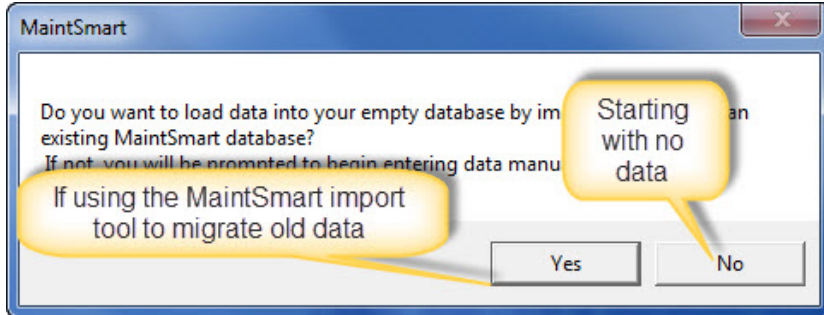 MaintSmart
Do you want to load data into your empty database by im
an
existing MaintSmart database?
If not, you will be prompted to begin entering data manu
Starting
with no
data
If using the MaintSmart import
tool to migrate old data
Yes
No